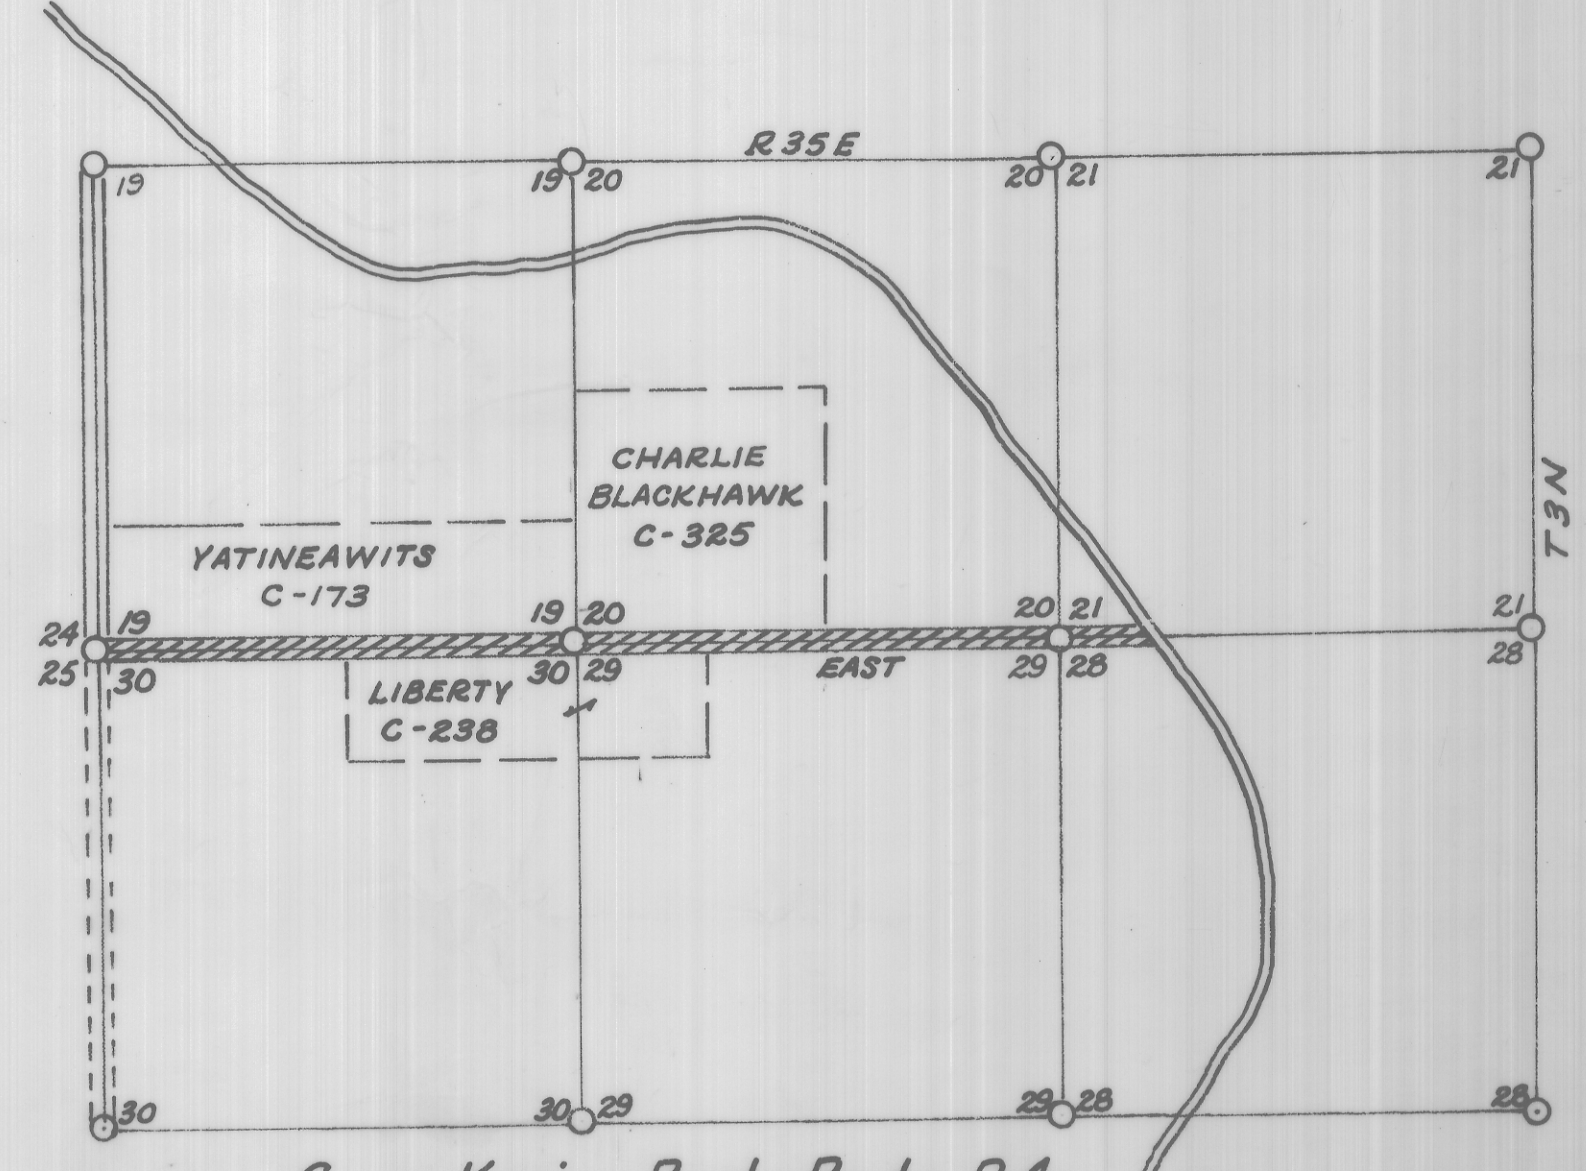 R35E
19
19 20
20 21
21
CHARLIE
BLACKHAWK
C-325
T3N
YATINEAWITS
C-173
24 19
19 20
20 21
21
25 30
30 29
EAST
29 28
28
LIBERTY
C-238
30
30 29
29 28
28